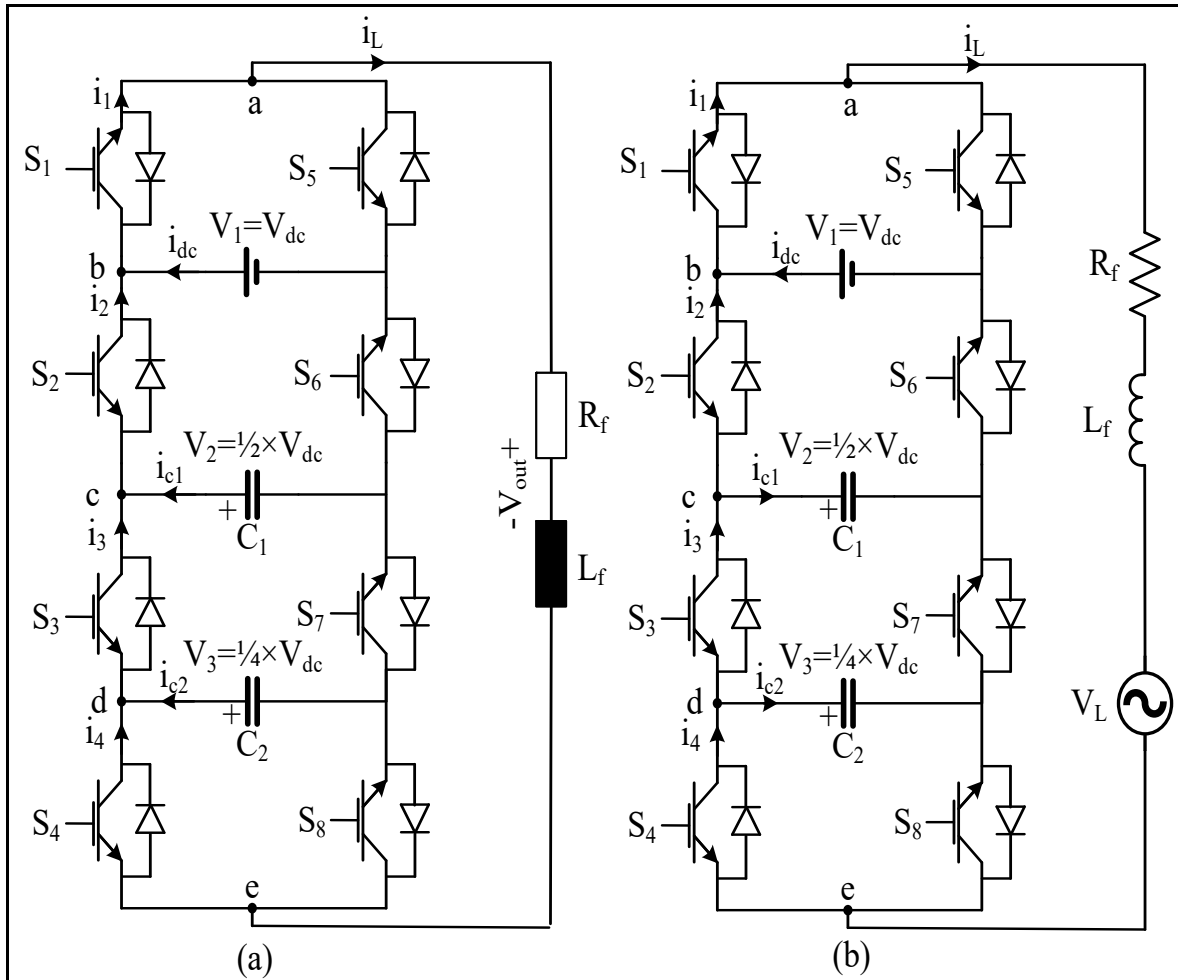 i_L
a
i_1
S_1
S_5
V_1=V_dc
i_dc
b
i_2
S_2
S_6
V_2=½×V_dc
i_c1
c
+
C_1
i_3
S_3
S_7
V_3=¼×V_dc
i_c2
d
+
C_2
i_4
S_4
S_8
e
-V_out+
R_f
L_f
(a)
i_L
a
i_1
S_1
S_5
V_1=V_dc
i_dc
b
i_2
S_2
S_6
V_2=½×V_dc
i_c1
c
+
C_1
i_3
S_3
S_7
V_3=¼×V_dc
i_c2
d
+
C_2
i_4
S_4
S_8
e
R_f
L_f
V_L
(b)